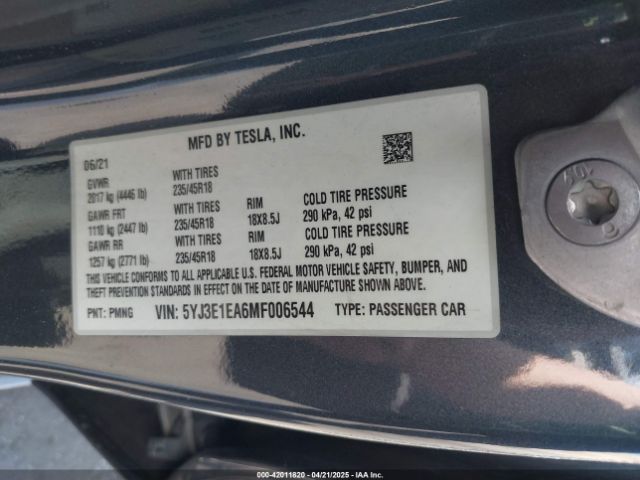 MFD BY TESLA, INC.
06/21
GVWR WITH TIRES
2017 kg (4446 lb) 235/45R18
GAWR FRT WITH TIRES RIM COLD TIRE PRESSURE
1110 kg (2447 lb) 235/45R18 18X8.5J 290 kPa, 42 psi
GAWR RR WITH TIRES RIM COLD TIRE PRESSURE
1257 kg (2771 lb) 235/45R18 18X8.5J 290 kPa, 42 psi
THIS VEHICLE CONFORMS TO ALL APPLICABLE U.S. FEDERAL MOTOR VEHICLE SAFETY, BUMPER, AND
THEFT PREVENTION STANDARDS IN EFFECT ON THE DATE OF MANUFACTURE SHOWN ABOVE.
PNT: PMNG VIN: 5YJ3E1EA6MF006544 TYPE: PASSENGER CAR
000-42011820 - 04/21/2025 - IAA Inc.